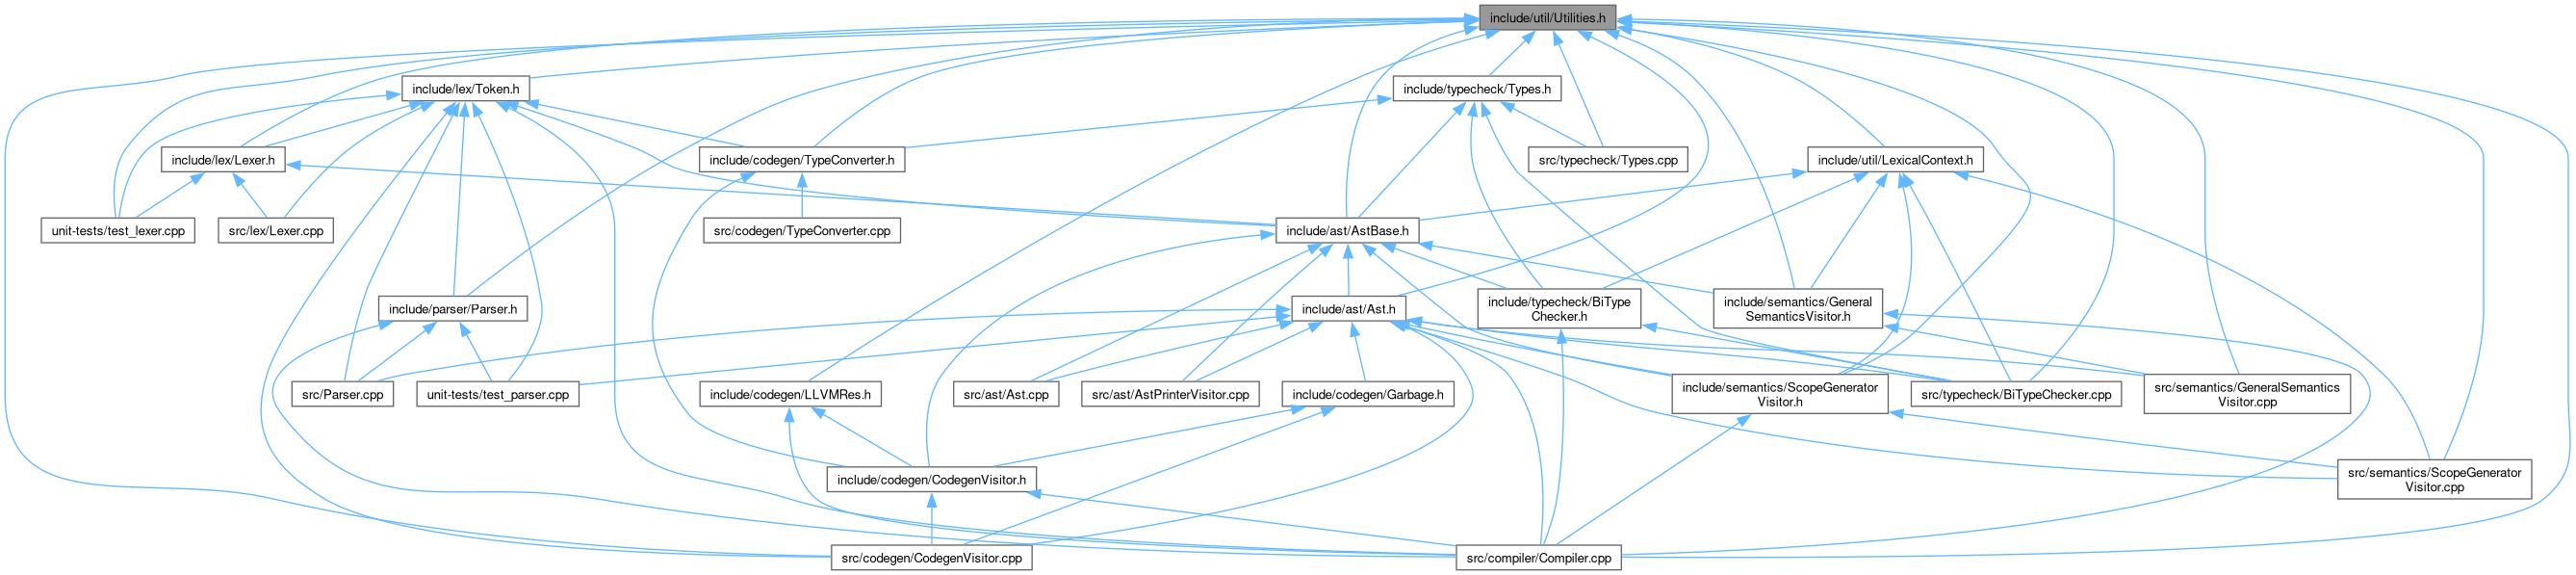 include/util/Utilities.h
include/lex/Token.h
include/typecheck/Types.h
include/lex/Lexer.h
include/codegen/TypeConverter.h
src/typecheck/Types.cpp
include/util/LexicalContext.h
unit-tests/test_lexer.cpp
src/lex/Lexer.cpp
src/codegen/TypeConverter.cpp
include/ast/AstBase.h
include/parser/Parser.h
include/ast/Ast.h
include/typecheck/BiType
Checker.h
include/semantics/General
SemanticsVisitor.h
src/Parser.cpp
unit-tests/test_parser.cpp
include/codegen/LLVMRes.h
src/ast/Ast.cpp
src/ast/AstPrinterVisitor.cpp
include/codegen/Garbage.h
include/semantics/ScopeGenerator
Visitor.h
src/typecheck/BiTypeChecker.cpp
src/semantics/GeneralSemantics
Visitor.cpp
include/codegen/CodegenVisitor.h
src/semantics/ScopeGenerator
Visitor.cpp
src/codegen/CodegenVisitor.cpp
src/compiler/Compiler.cpp